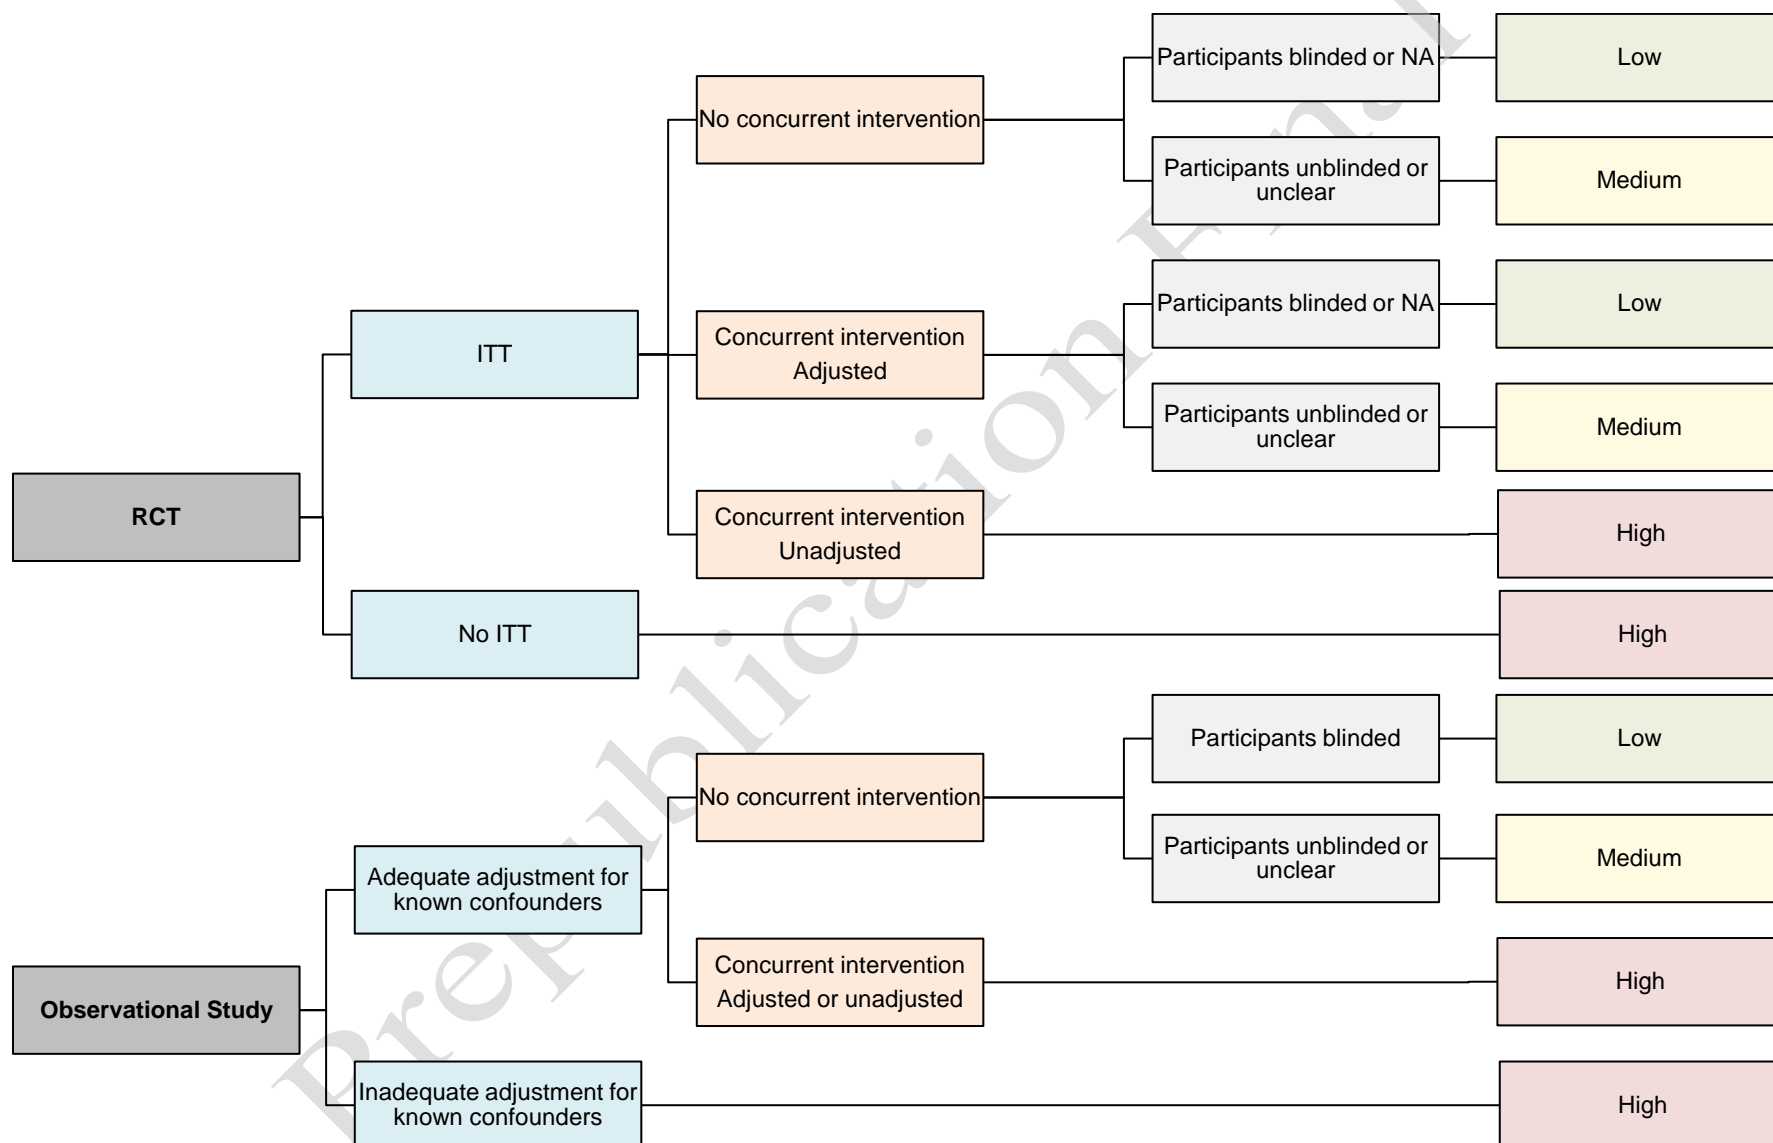 Participants blinded or NA
Low
No concurrent intervention
Participants unblinded or
unclear
Medium
Participants blinded or NA
Low
ITT
Concurrent intervention
Adjusted
Participants unblinded or
unclear
Medium
RCT
Concurrent intervention
Unadjusted
High
No ITT
High
Participants blinded
Low
No concurrent intervention
Participants unblinded or
unclear
Medium
Adequate adjustment for
known confounders
Concurrent intervention
Adjusted or unadjusted
High
Observational Study
Inadequate adjustment for
known confounders
High
Prepublication